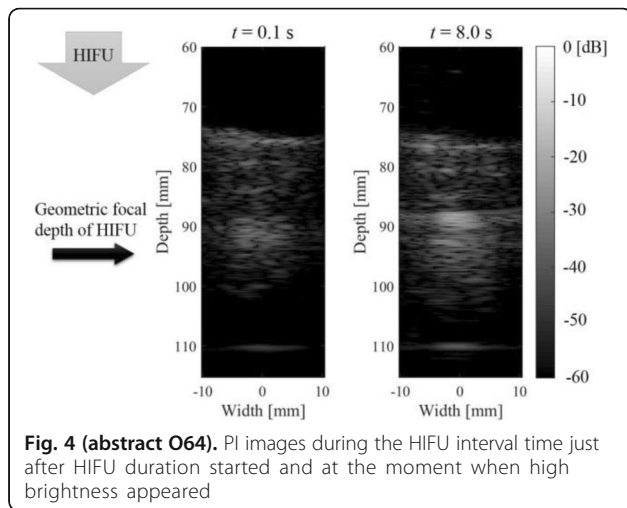 HIFU
t = 0.1 s
t = 8.0 s
0 [dB]
-10
-20
-30
-40
-50
-60
Geometric focal
depth of HIFU
Depth [mm]
60
70
80
90
100
110
-10
0
10
Width [mm]
Depth [mm]
60
70
80
90
100
110
-10
0
10
Width [mm]
Fig. 4 (abstract O64). PI images during the HIFU interval time just
after HIFU duration started and at the moment when high
brightness appeared